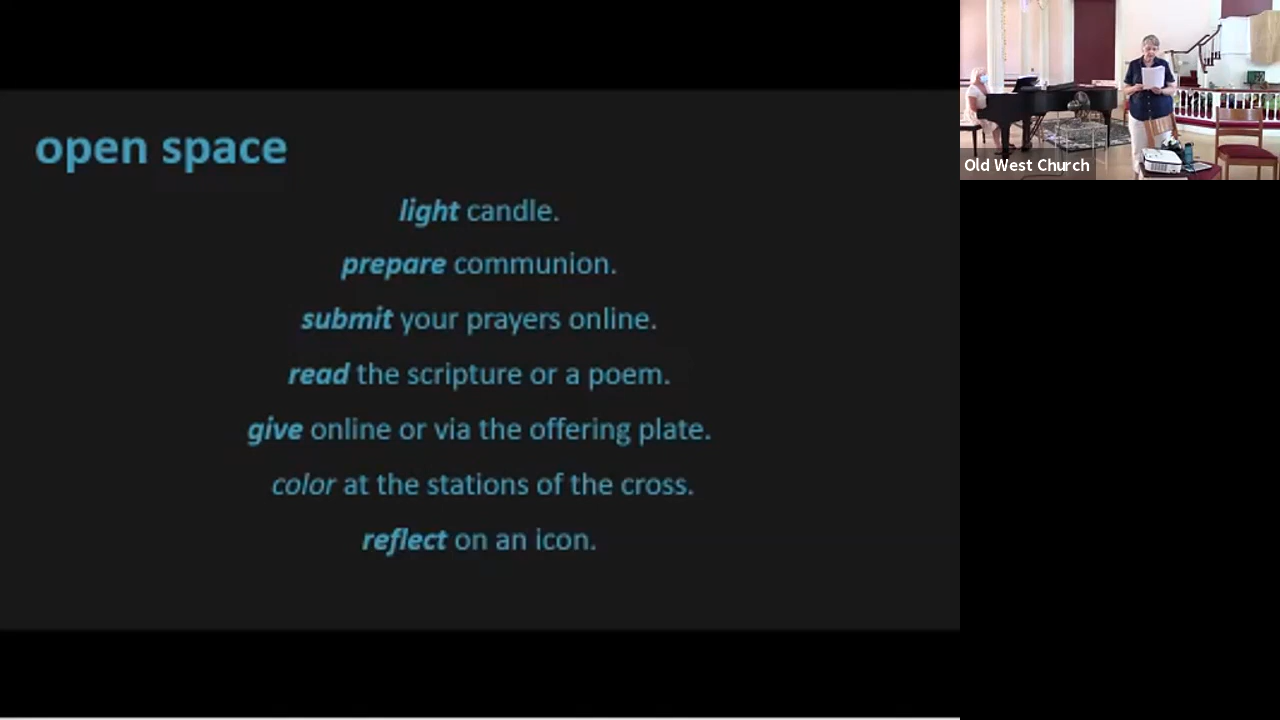 open space
light candle.
prepare communion.
submit your prayers online.
read the scripture or a poem.
give online or via the offering plate.
color at the stations of the cross.
reflect on an icon.
Old West Church